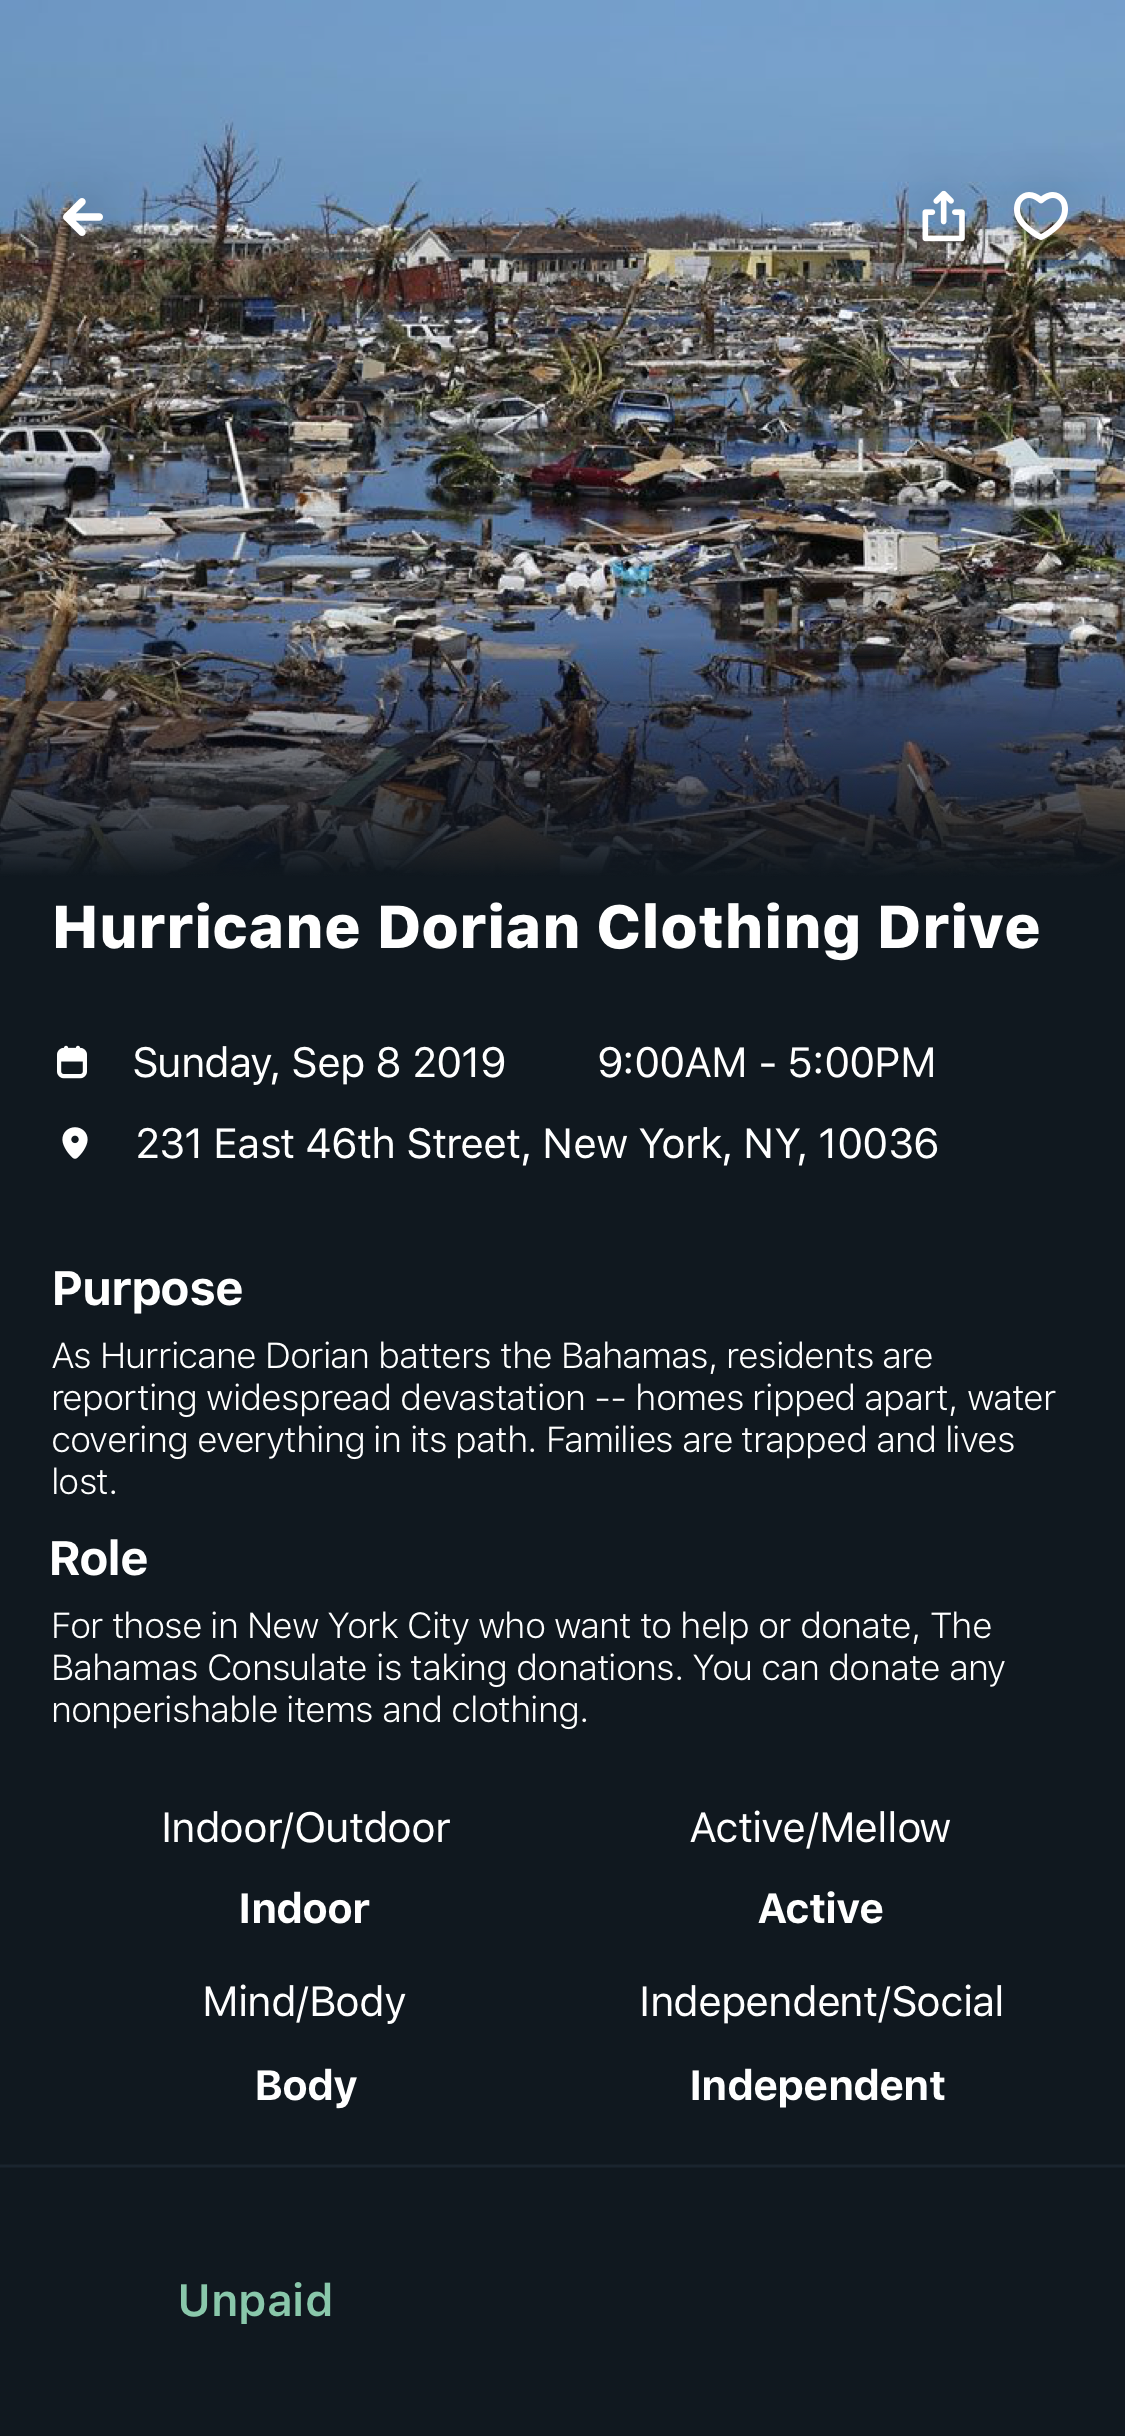 Hurricane Dorian Clothing Drive
Sunday, Sep 8 2019 9:00AM - 5:00PM
231 East 46th Street, New York, NY, 10036
Purpose
As Hurricane Dorian batters the Bahamas, residents are
reporting widespread devastation -- homes ripped apart, water
covering everything in its path. Families are trapped and lives
lost.
Role
For those in New York City who want to help or donate, The
Bahamas Consulate is taking donations. You can donate any
nonperishable items and clothing.
Indoor/Outdoor Active/Mellow
Indoor Active
Mind/Body Independent/Social
Body Independent
Unpaid